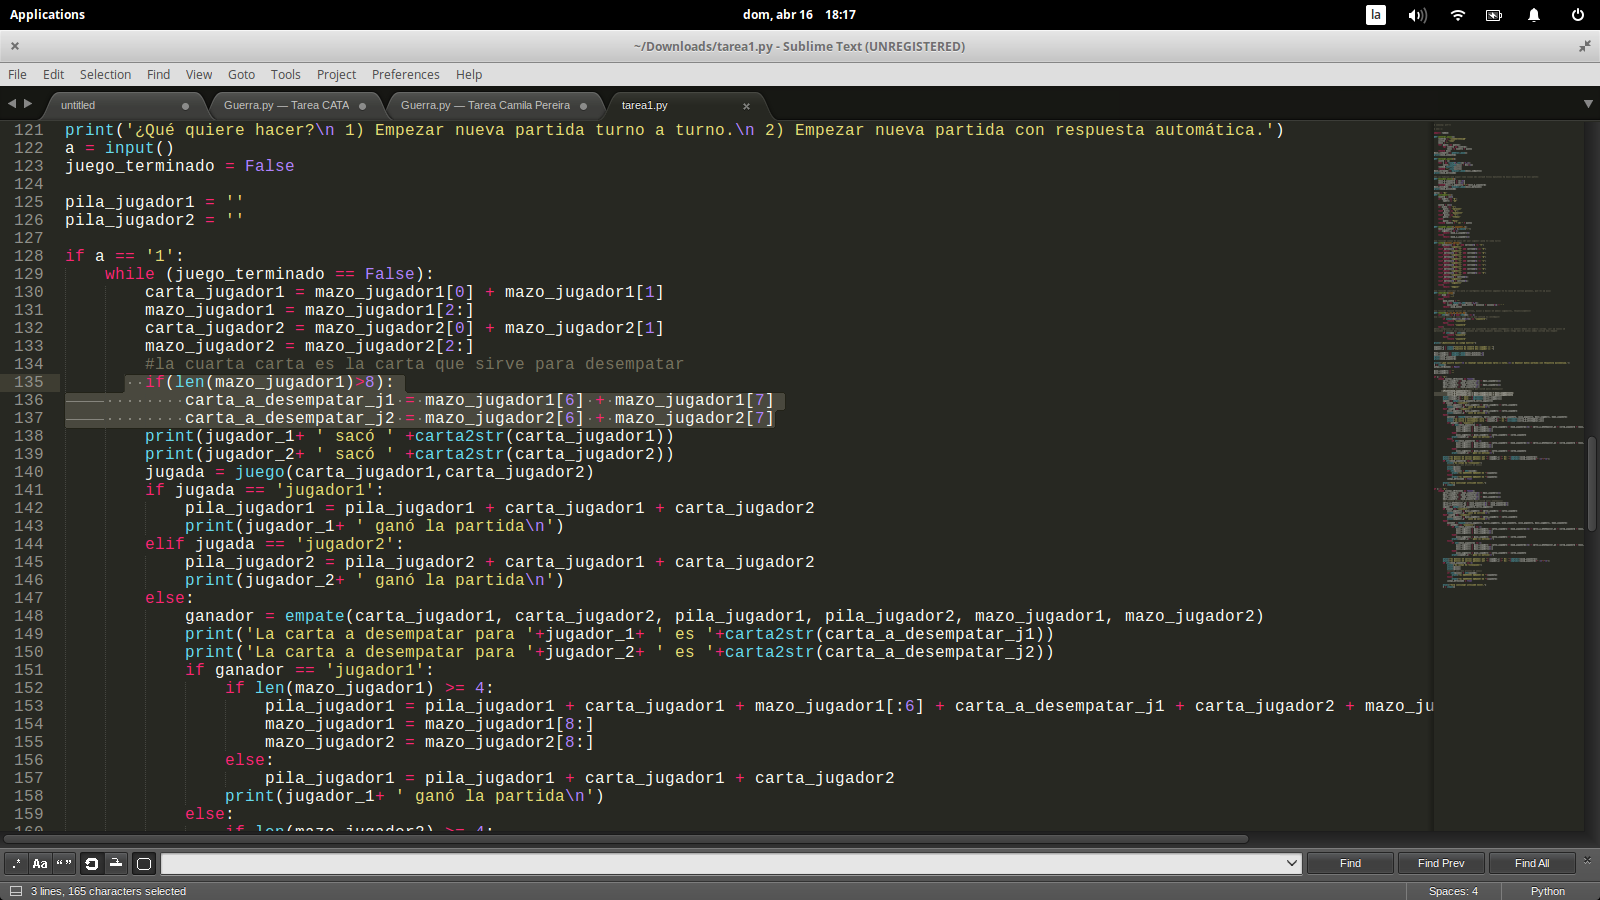 Applications
dom, abr 16 18:17
la
~/Downloads/tarea1.py - Sublime Text (UNREGISTERED)
File Edit Selection Find View Goto Tools Project Preferences Help
untitled
Guerra.py — Tarea CATA
Guerra.py — Tarea Camila Pereira
tarea1.py
121 print('¿Qué quiere hacer?\n 1) Empezar nueva partida turno a turno.\n 2) Empezar nueva partida con respuesta automática.')
122 a = input()
123 juego_terminado = False
124
125 pila_jugador1 = ''
126 pila_jugador2 = ''
127
128 if a == '1':
129     while (juego_terminado == False):
130         carta_jugador1 = mazo_jugador1[0] + mazo_jugador1[1]
131         mazo_jugador1 = mazo_jugador1[2:]
132         carta_jugador2 = mazo_jugador2[0] + mazo_jugador2[1]
133         mazo_jugador2 = mazo_jugador2[2:]
134         #la cuarta carta es la carta que sirve para desempatar
135         if(len(mazo_jugador1)>8):
136             carta_a_desempatar_j1 = mazo_jugador1[6] + mazo_jugador1[7]
137             carta_a_desempatar_j2 = mazo_jugador2[6] + mazo_jugador2[7]
138         print(jugador_1+ ' sacó ' +carta2str(carta_jugador1))
139         print(jugador_2+ ' sacó ' +carta2str(carta_jugador2))
140         jugada = juego(carta_jugador1,carta_jugador2)
141         if jugada == 'jugador1':
142             pila_jugador1 = pila_jugador1 + carta_jugador1 + carta_jugador2
143             print(jugador_1+ ' ganó la partida\n')
144         elif jugada == 'jugador2':
145             pila_jugador2 = pila_jugador2 + carta_jugador1 + carta_jugador2
146             print(jugador_2+ ' ganó la partida\n')
147         else:
148             ganador = empate(carta_jugador1, carta_jugador2, pila_jugador1, pila_jugador2, mazo_jugador1, mazo_jugador2)
149             print('La carta a desempatar para '+jugador_1+ ' es '+carta2str(carta_a_desempatar_j1))
150             print('La carta a desempatar para '+jugador_2+ ' es '+carta2str(carta_a_desempatar_j2))
151             if ganador == 'jugador1':
152                 if len(mazo_jugador1) >= 4:
153                     pila_jugador1 = pila_jugador1 + carta_jugador1 + mazo_jugador1[:6] + carta_a_desempatar_j1 + carta_jugador2 + mazo_ju
154                     mazo_jugador1 = mazo_jugador1[8:]
155                     mazo_jugador2 = mazo_jugador2[8:]
156                 else:
157                     pila_jugador1 = pila_jugador1 + carta_jugador1 + carta_jugador2
158                 print(jugador_1+ ' ganó la partida\n')
159             else:
160                 if len(mazo_jugador2) >= 4:
.* Aa “”
Find
Find Prev
Find All
3 lines, 165 characters selected
Spaces: 4
Python